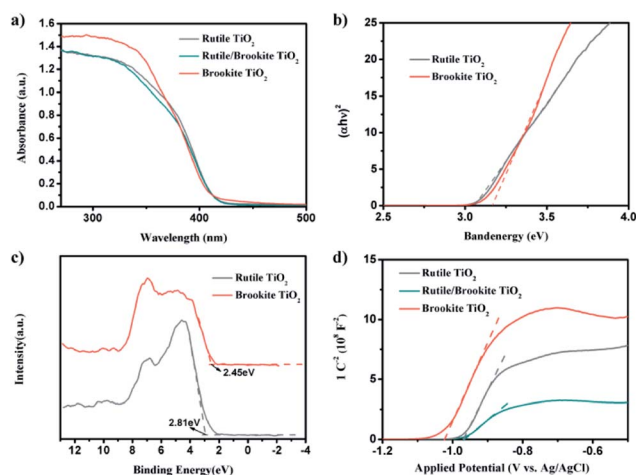 a)
1.6
1.4
1.2
1.0
0.8
0.6
0.4
0.2
0.0
Absorbance (a.u.)
Rutile TiO2
Rutile/Brookite TiO2
Brookite TiO2
300
400
500
Wavelength (nm)
b)
25
20
15
10
5
0
(αhν)²
Rutile TiO2
Brookite TiO2
2.5
3.0
3.5
4.0
Bandenergy (eV)
c)
Intensity(a.u.)
Rutile TiO2
Brookite TiO2
2.45eV
2.81eV
12 10 8 6 4 2 0 -2 -4
Binding Energy(eV)
d)
15
10
5
0
1 C⁻² (10⁸ F⁻²)
Rutile TiO2
Rutile/Brookite TiO2
Brookite TiO2
-1.2 -1.0 -0.8 -0.6
Applied Potential (V vs. Ag/AgCl)